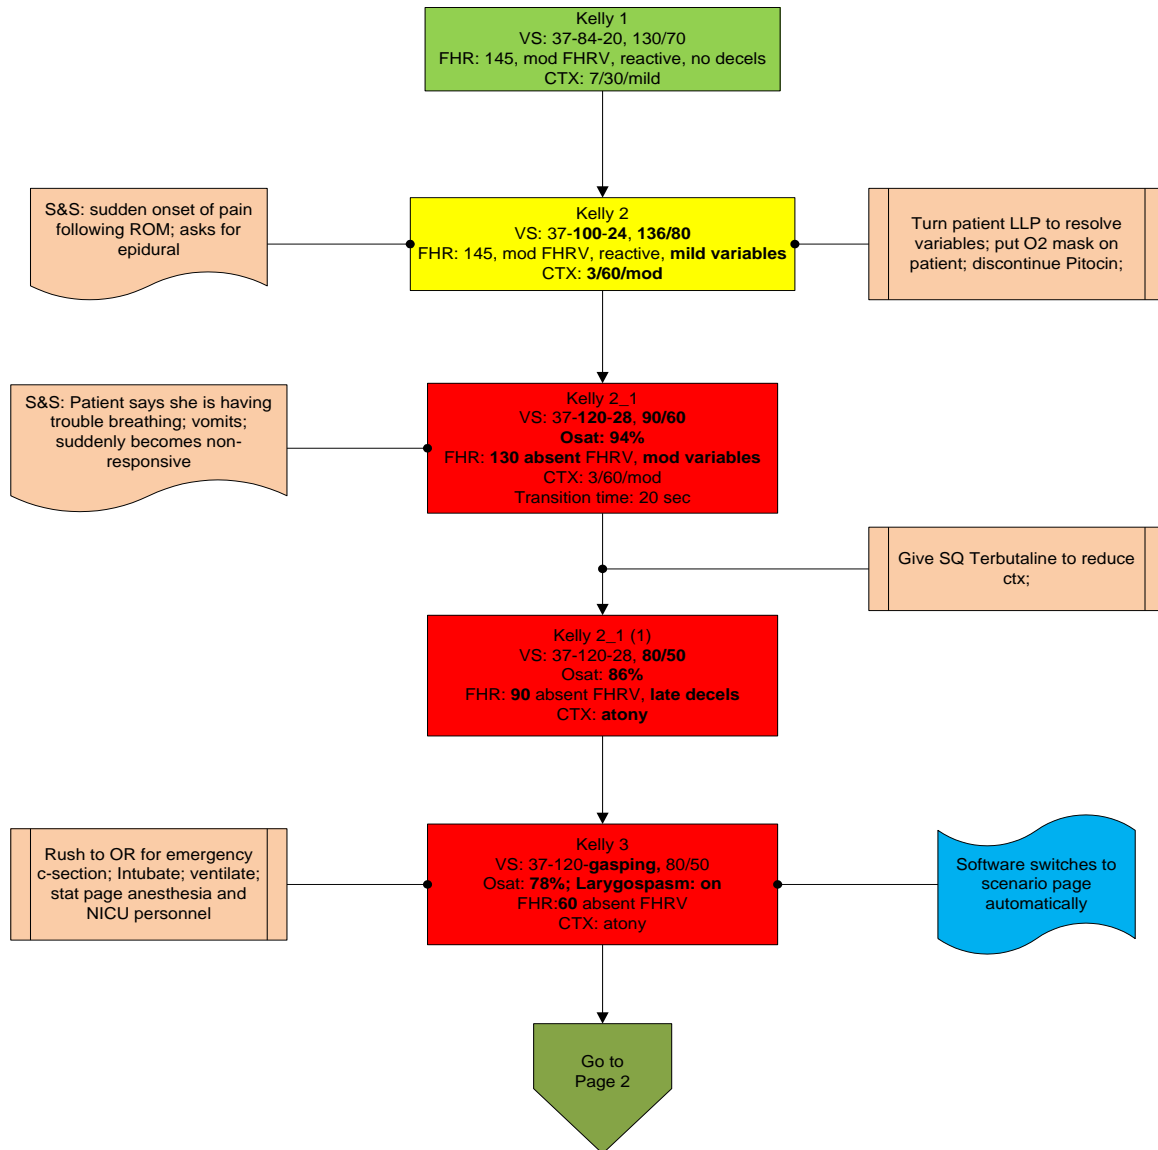 Kelly 1
VS: 37-84-20, 130/70
FHR: 145, mod FHRV, reactive, no decels
CTX: 7/30/mild
S&S: sudden onset of pain
following ROM; asks for
epidural
Kelly 2
VS: 37-100-24, 136/80
FHR: 145, mod FHRV, reactive, mild variables
CTX: 3/60/mod
Turn patient LLP to resolve
variables; put O2 mask on
patient; discontinue Pitocin;
S&S: Patient says she is having
trouble breathing; vomits;
suddenly becomes non-
responsive
Kelly 2_1
VS: 37-120-28, 90/60
Osat: 94%
FHR: 130 absent FHRV, mod variables
CTX: 3/60/mod
Transition time: 20 sec
Give SQ Terbutaline to reduce
ctx;
Kelly 2_1 (1)
VS: 37-120-28, 80/50
Osat: 86%
FHR: 90 absent FHRV, late decels
CTX: atony
Rush to OR for emergency
c-section; Intubate; ventilate;
stat page anesthesia and
NICU personnel
Kelly 3
VS: 37-120-gasping, 80/50
Osat: 78%; Larygospasm: on
FHR:60 absent FHRV
CTX: atony
Software switches to
scenario page
automatically
Go to
Page 2